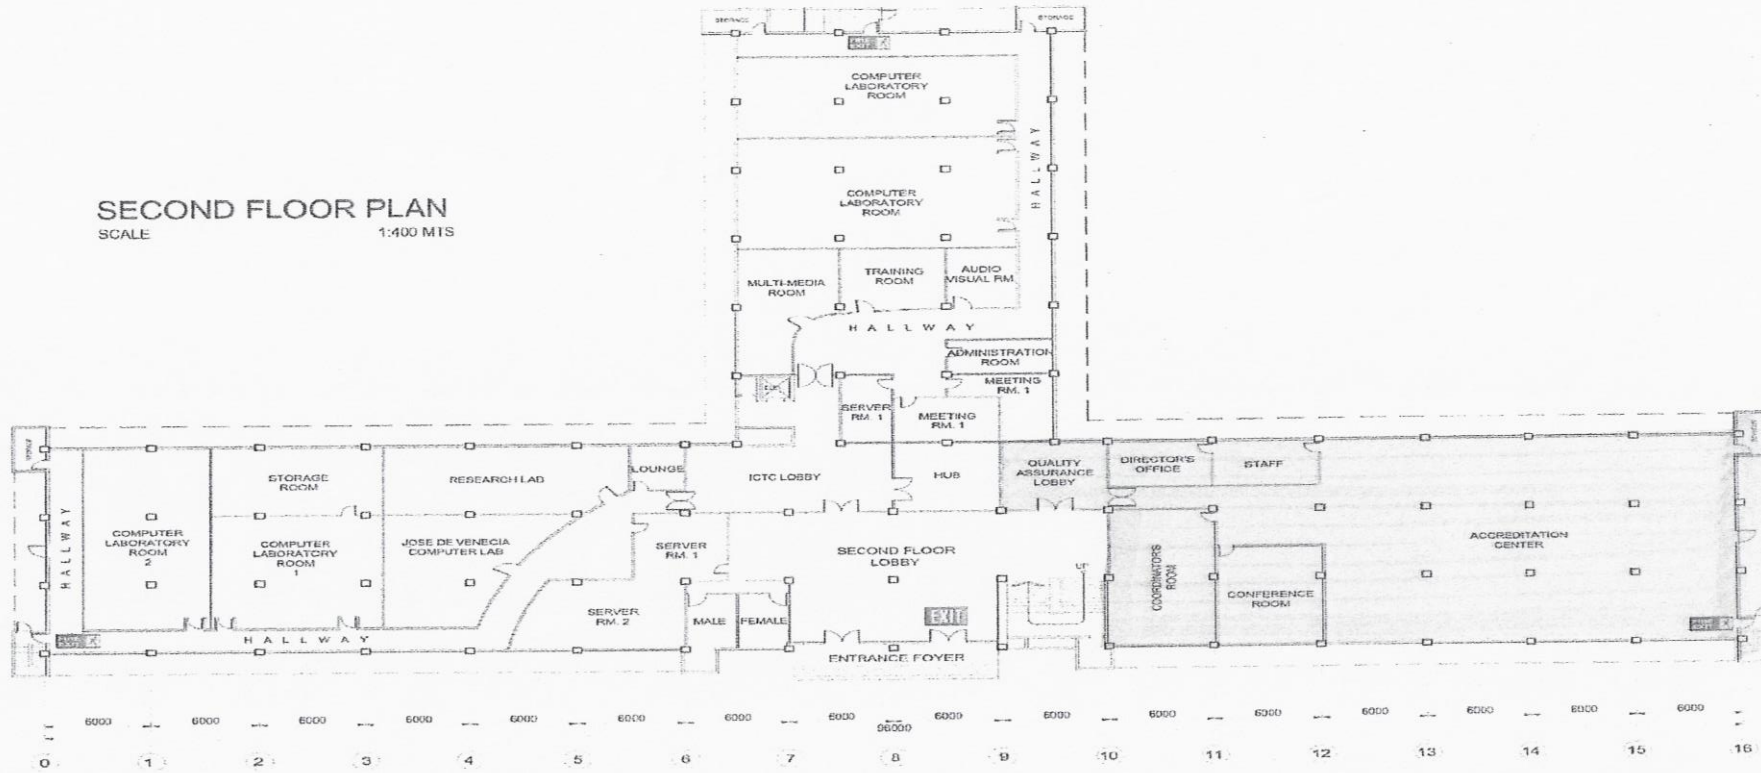 STORAGE
STORAGE
COMPUTER
LABORATORY
ROOM
HALLWAY
SECOND FLOOR PLAN
SCALE 1:400 MTS
COMPUTER
LABORATORY
ROOM
MULTI-MEDIA
ROOM
TRAINING
ROOM
AUDIO
VISUAL RM.
HALLWAY
ADMINISTRATION
ROOM
MEETING
RM. 1
SERVER
RM. 1
MEETING
RM. 1
STORAGE
ROOM
RESEARCH LAB
LOUNGE
ICTC LOBBY
HUB
QUALITY
ASSURANCE
LOBBY
DIRECTOR'S
OFFICE
STAFF
HALLWAY
COMPUTER
LABORATORY
ROOM
2
COMPUTER
LABORATORY
ROOM
1
JOSE DE VENECIA
COMPUTER LAB
SERVER
RM. 1
SECOND FLOOR
LOBBY
UP
COORDINATORS
ROOM
CONFERENCE
ROOM
ACCREDITATION
CENTER
SERVER
RM. 2
MALE
FEMALE
EXIT
HALLWAY
ENTRANCE FOYER
6000 6000 6000 6000 6000 6000 6000 6000 6000 6000 6000 6000 6000 6000 6000 6000
96000
0 1 2 3 4 5 6 7 8 9 10 11 12 13 14 15 16